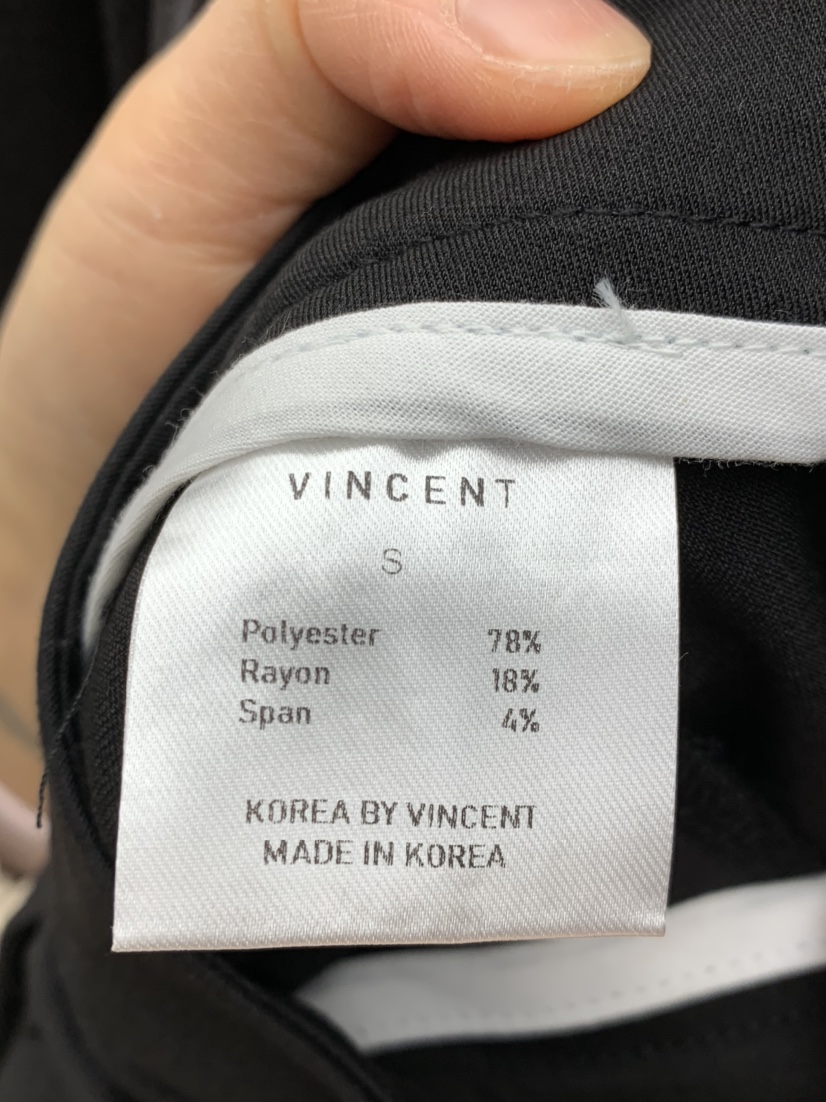 VINCENT
S
Polyester 78%
Rayon 18%
Span 4%
KOREA BY VINCENT
MADE IN KOREA